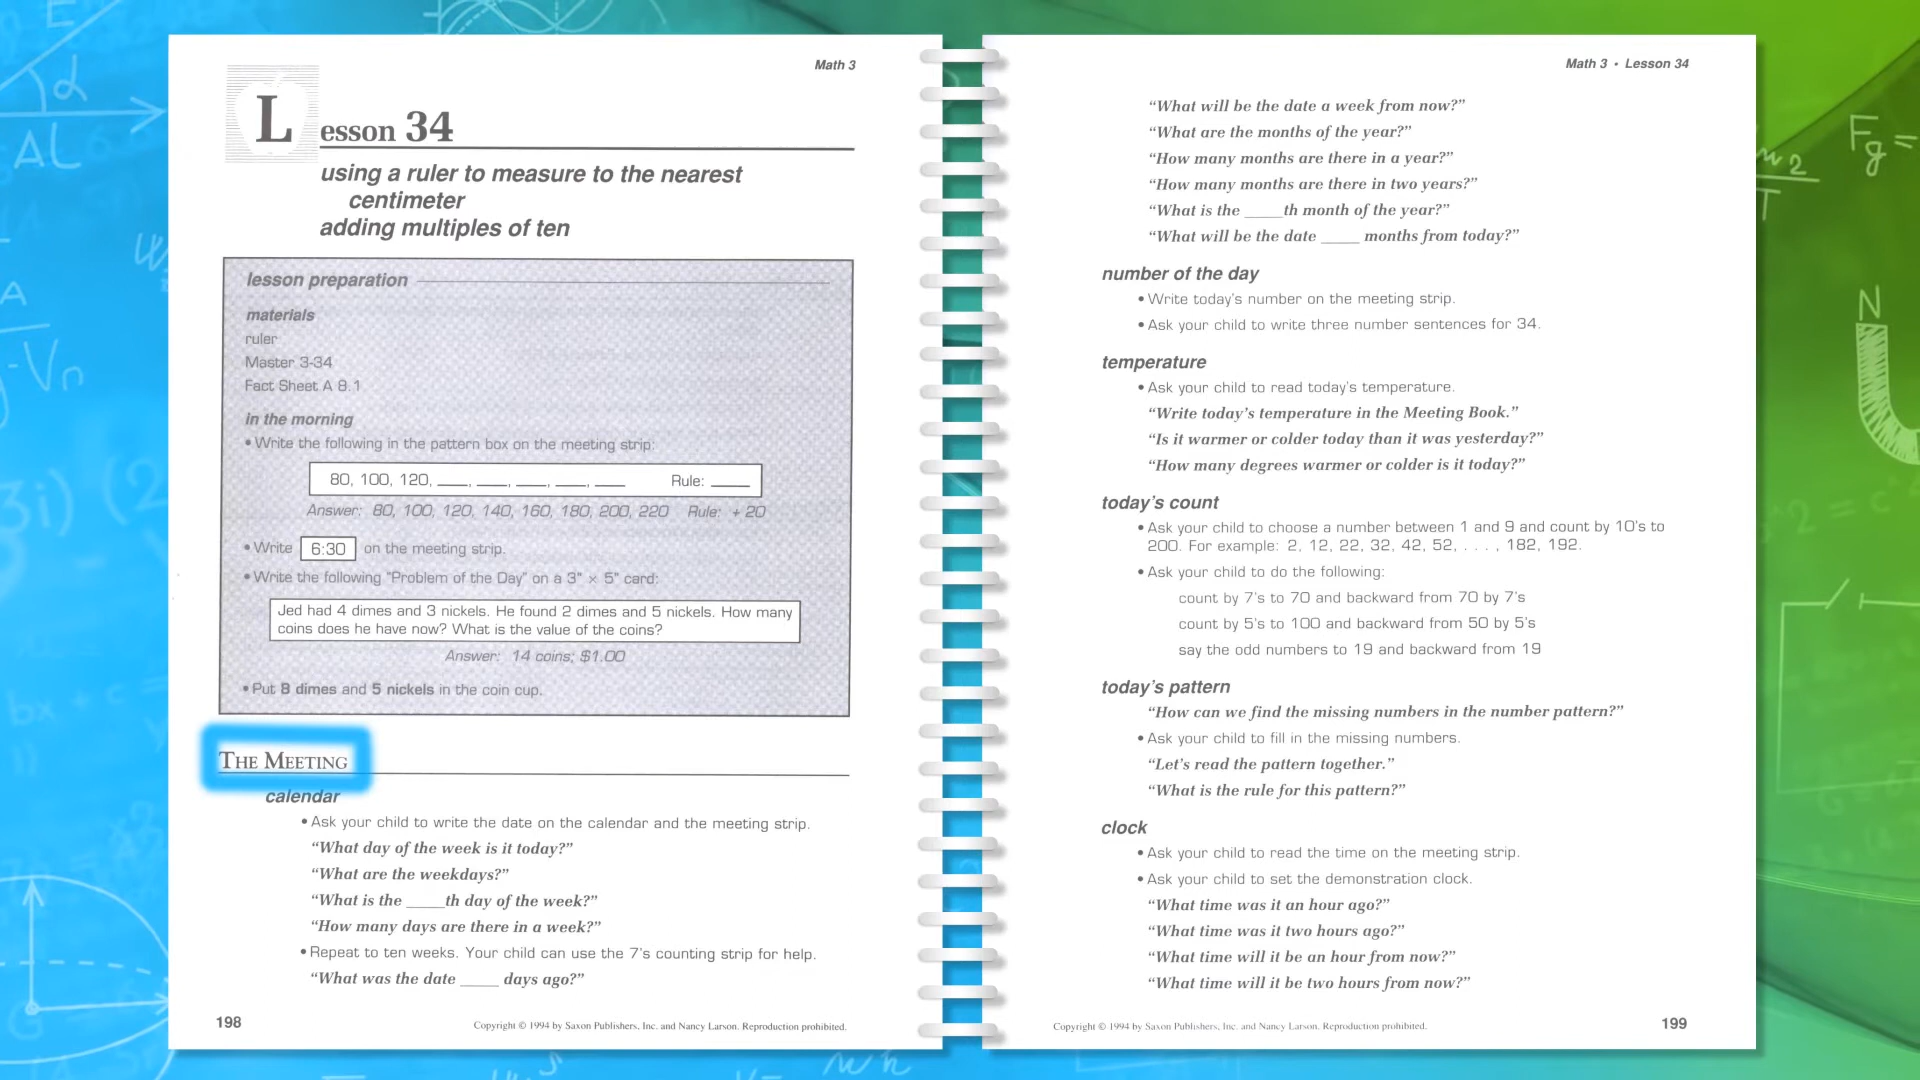 Math 3
Lesson 34
using a ruler to measure to the nearest
centimeter
adding multiples of ten
lesson preparation
materials
ruler
Master 3-34
Fact Sheet A 8.1
in the morning
• Write the following in the pattern box on the meeting strip:
80, 100, 120, ___, ___, ___, ___, ___ Rule: ____
Answer: 80, 100, 120, 140, 160, 180, 200, 220 Rule: + 20
• Write 6:30 on the meeting strip.
• Write the following "Problem of the Day" on a 3" × 5" card:
Jed had 4 dimes and 3 nickels. He found 2 dimes and 5 nickels. How many
coins does he have now? What is the value of the coins?
Answer: 14 coins; $1.00
• Put 8 dimes and 5 nickels in the coin cup.
THE MEETING
calendar
• Ask your child to write the date on the calendar and the meeting strip.
“What day of the week is it today?”
“What are the weekdays?”
“What is the ____th day of the week?”
“How many days are there in a week?”
• Repeat to ten weeks. Your child can use the 7's counting strip for help.
“What was the date ____ days ago?”
198
Copyright © 1994 by Saxon Publishers, Inc. and Nancy Larson. Reproduction prohibited.
Math 3 • Lesson 34
“What will be the date a week from now?”
“What are the months of the year?”
“How many months are there in a year?”
“How many months are there in two years?”
“What is the ____th month of the year?”
“What will be the date ____ months from today?”
number of the day
• Write today's number on the meeting strip.
• Ask your child to write three number sentences for 34.
temperature
• Ask your child to read today's temperature.
“Write today's temperature in the Meeting Book.”
“Is it warmer or colder today than it was yesterday?”
“How many degrees warmer or colder is it today?”
today's count
• Ask your child to choose a number between 1 and 9 and count by 10's to
200. For example: 2, 12, 22, 32, 42, 52, . . . , 182, 192.
• Ask your child to do the following:
count by 7's to 70 and backward from 70 by 7's
count by 5's to 100 and backward from 50 by 5's
say the odd numbers to 19 and backward from 19
today's pattern
“How can we find the missing numbers in the number pattern?”
• Ask your child to fill in the missing numbers.
“Let's read the pattern together.”
“What is the rule for this pattern?”
clock
• Ask your child to read the time on the meeting strip.
• Ask your child to set the demonstration clock.
“What time was it an hour ago?”
“What time was it two hours ago?”
“What time will it be an hour from now?”
“What time will it be two hours from now?”
Copyright © 1994 by Saxon Publishers, Inc. and Nancy Larson. Reproduction prohibited.
199